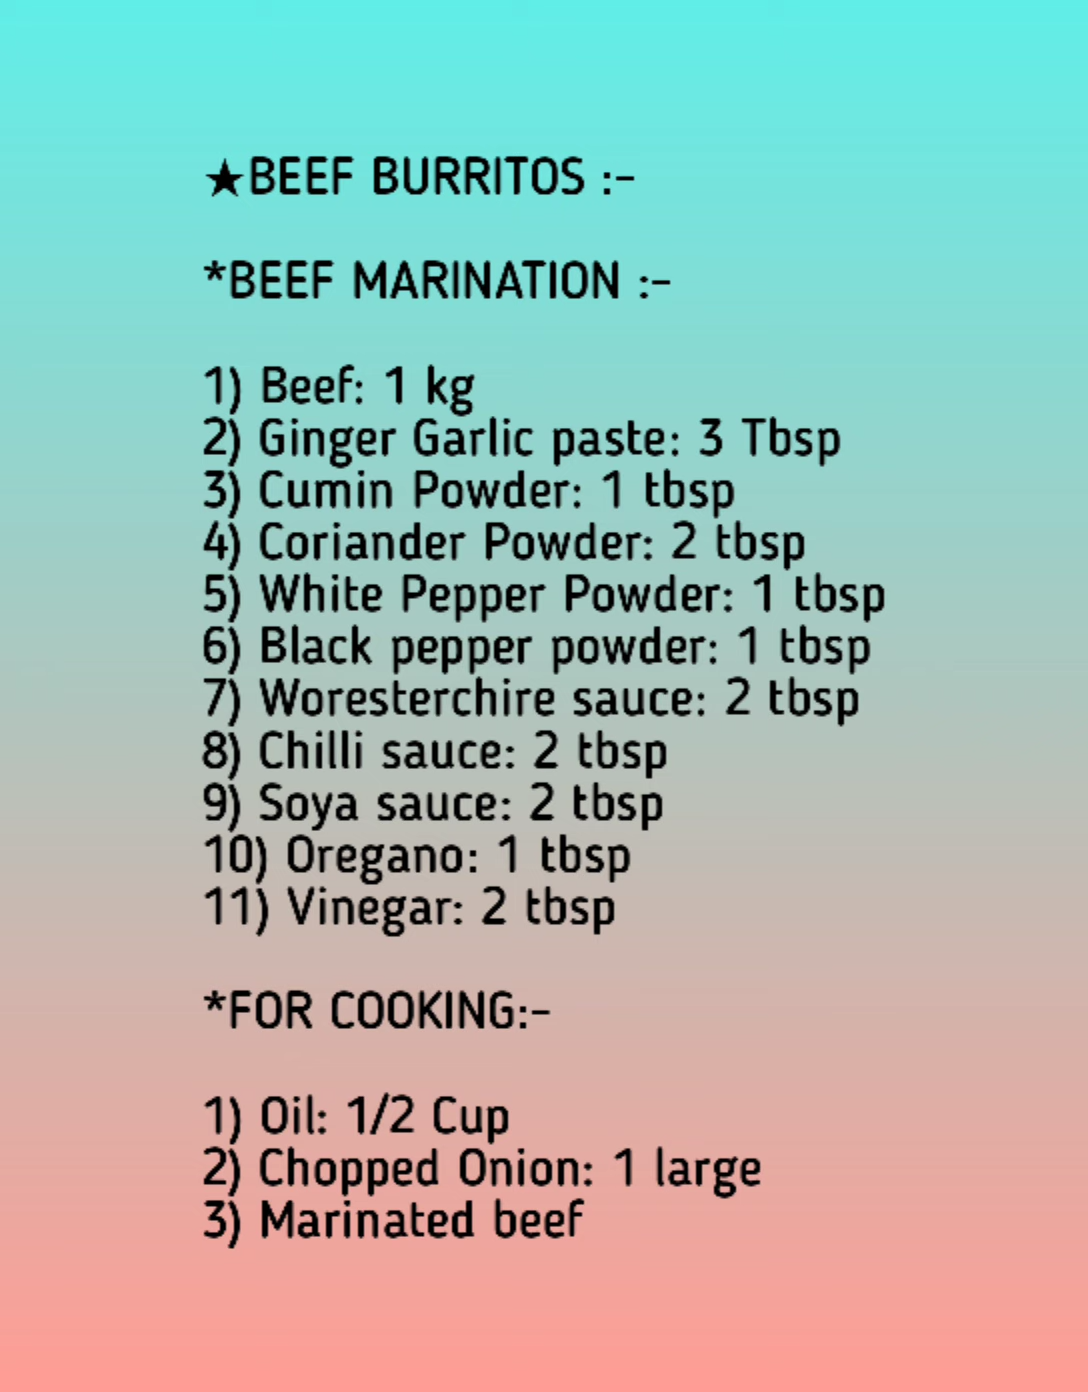 ★BEEF BURRITOS :-
*BEEF MARINATION :-
1) Beef: 1 kg
2) Ginger Garlic paste: 3 Tbsp
3) Cumin Powder: 1 tbsp
4) Coriander Powder: 2 tbsp
5) White Pepper Powder: 1 tbsp
6) Black pepper powder: 1 tbsp
7) Woresterchire sauce: 2 tbsp
8) Chilli sauce: 2 tbsp
9) Soya sauce: 2 tbsp
10) Oregano: 1 tbsp
11) Vinegar: 2 tbsp
*FOR COOKING:-
1) Oil: 1/2 Cup
2) Chopped Onion: 1 large
3) Marinated beef